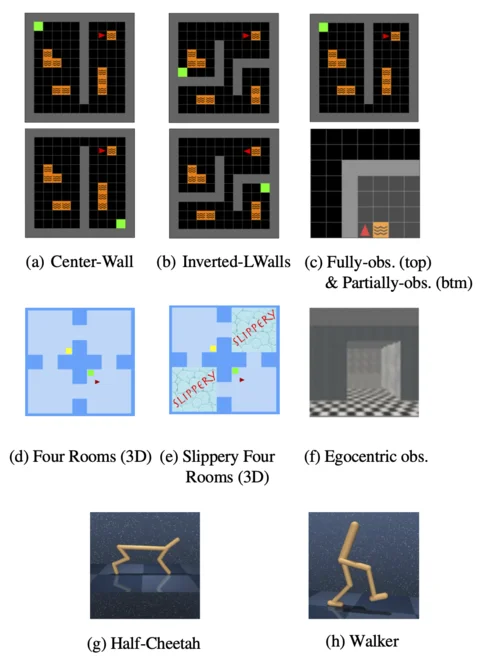 (a) Center-Wall
(b) Inverted-LWalls
(c) Fully-obs. (top)
& Partially-obs. (btm)
SLIPPERY
SLIPPERY
(d) Four Rooms (3D)
(e) Slippery Four
Rooms (3D)
(f) Egocentric obs.
(g) Half-Cheetah
(h) Walker